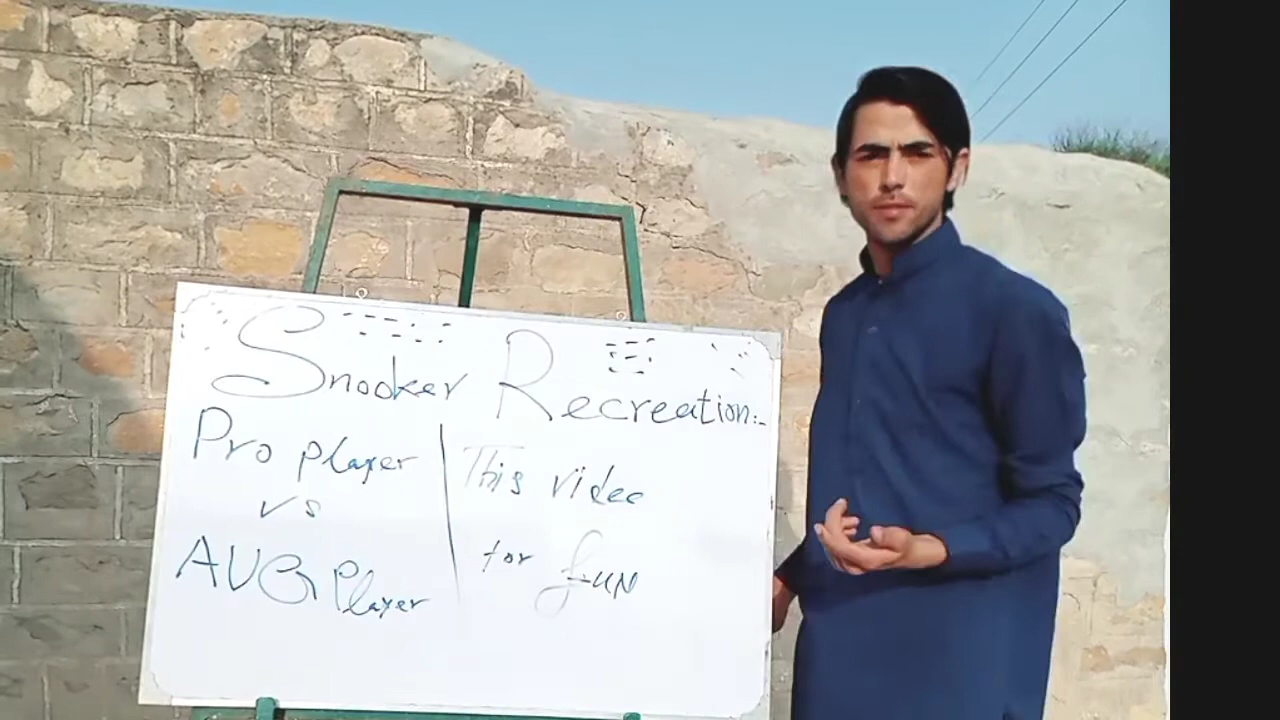 Snooker Recreation:-
Pro player
vs
AVG Player
This video
for fun